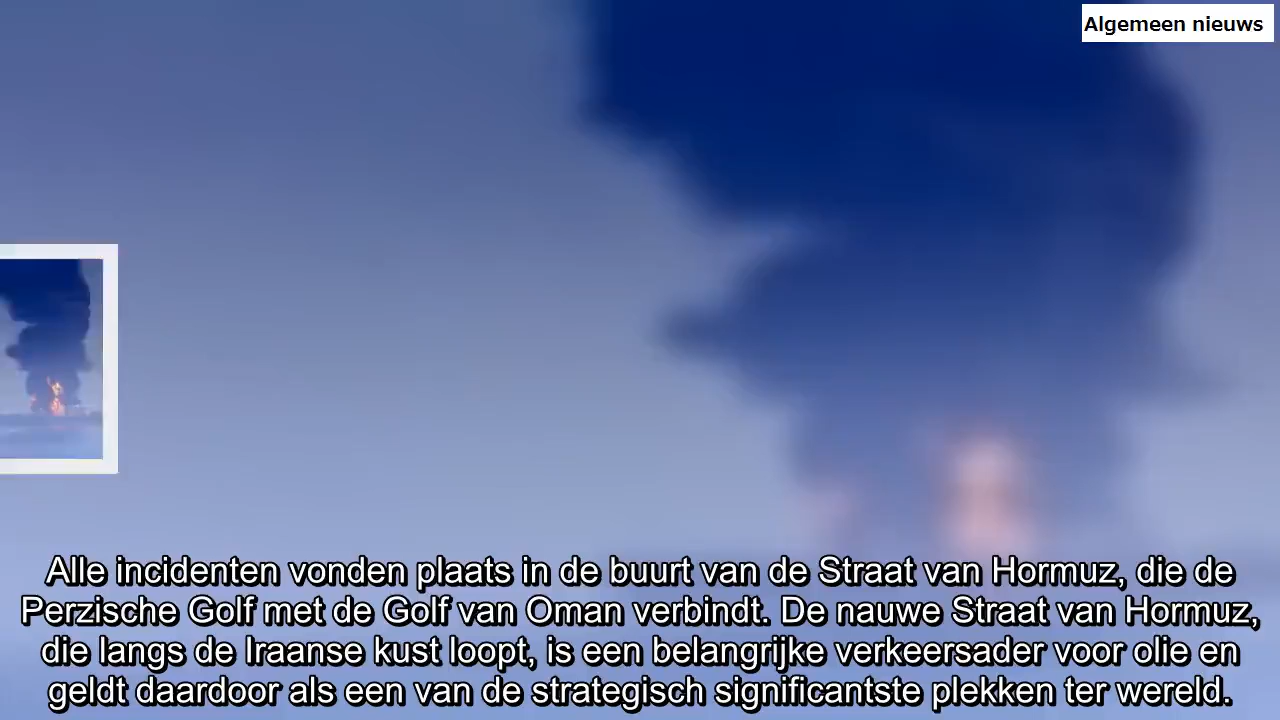 Algemeen nieuws
Alle incidenten vonden plaats in de buurt van de Straat van Hormuz, die de
Perzische Golf met de Golf van Oman verbindt. De nauwe Straat van Hormuz,
die langs de Iraanse kust loopt, is een belangrijke verkeersader voor olie en
geldt daardoor als een van de strategisch significantste plekken ter wereld.